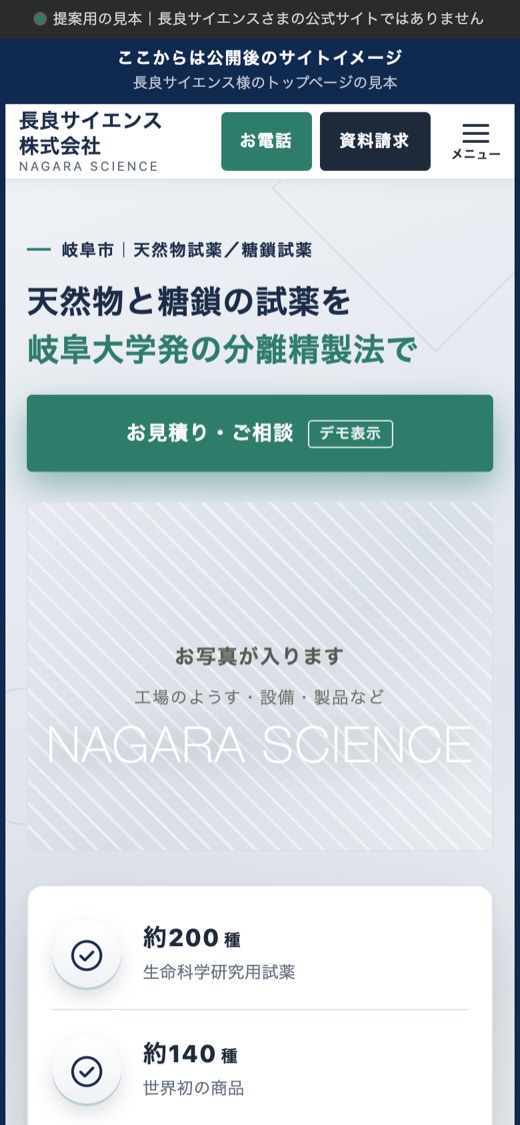 提案用の見本｜長良サイエンスさまの公式サイトではありません
ここからは公開後のサイトイメージ
長良サイエンス様のトップページの見本
長良サイエンス
株式会社
NAGARA SCIENCE
お電話
資料請求
メニュー
岐阜市｜天然物試薬／糖鎖試薬
天然物と糖鎖の試薬を
岐阜大学発の分離精製法で
お見積り・ご相談 デモ表示
お写真が入ります
工場のようす・設備・製品など
NAGARA SCIENCE
約200種
生命科学研究用試薬
約140種
世界初の商品